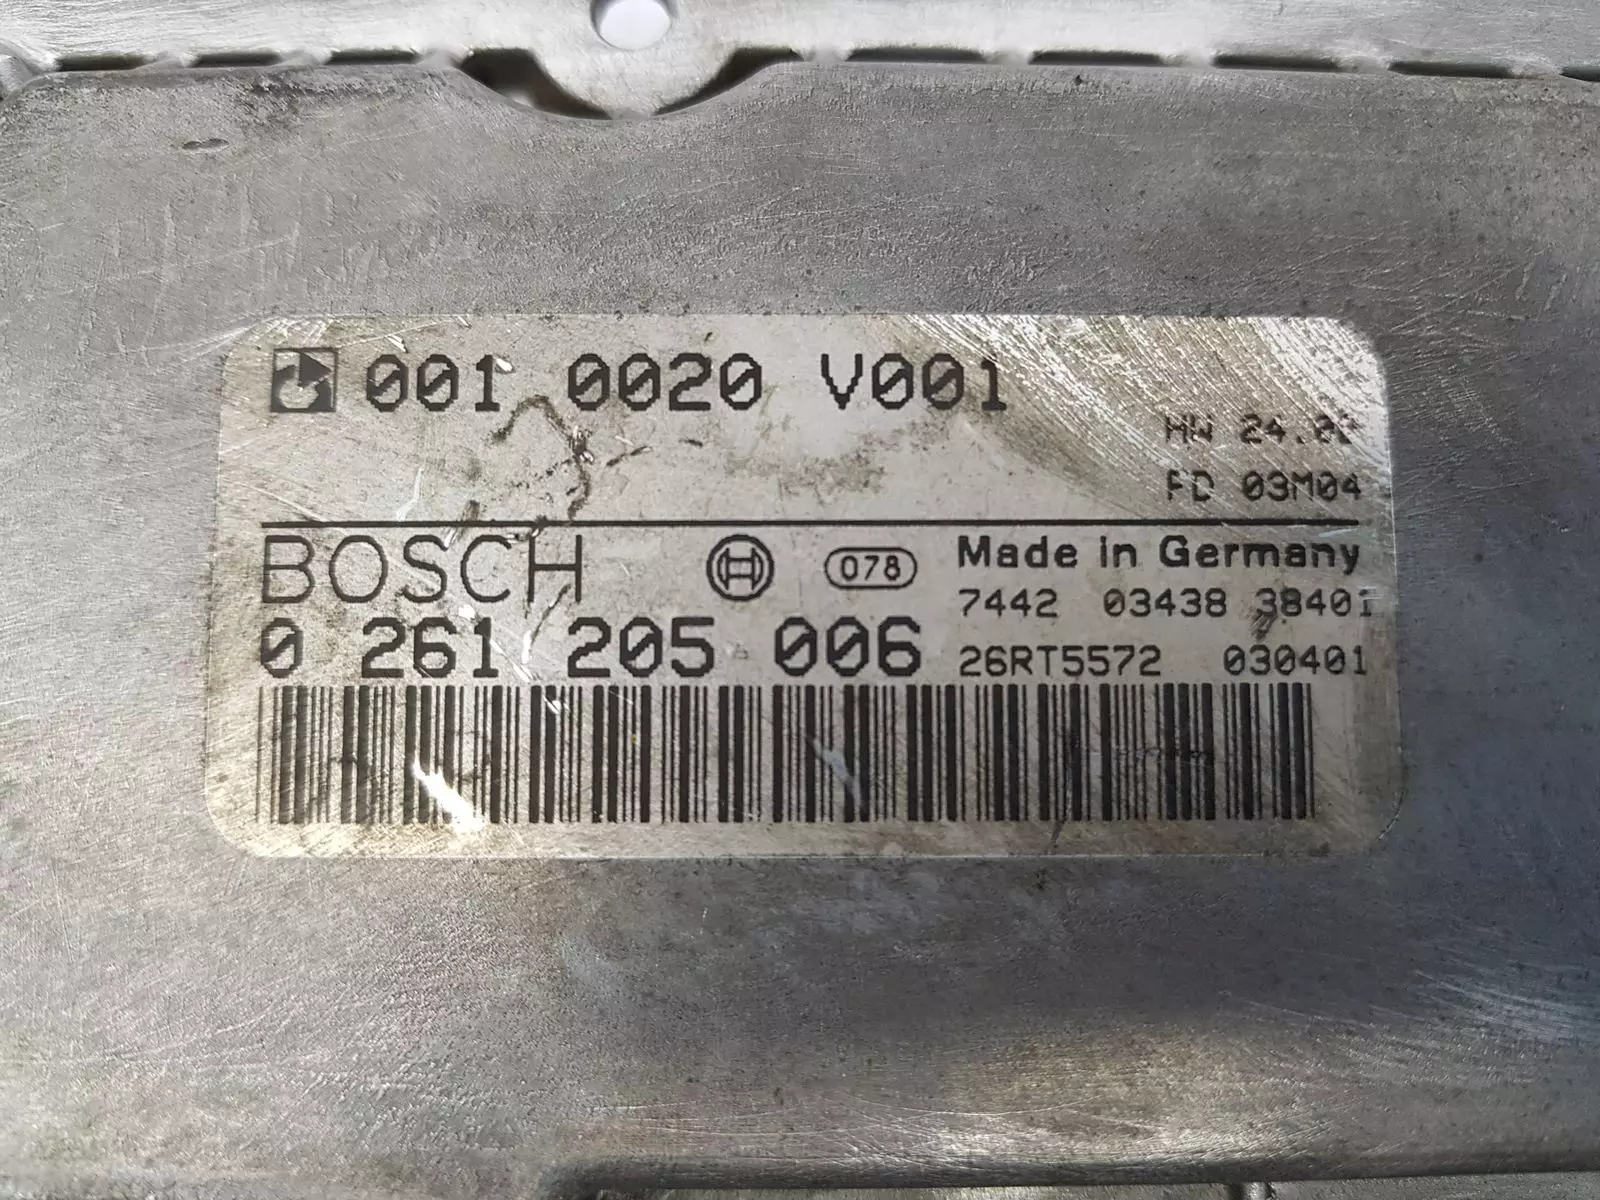 001 0020 V001
HW 24.
FD 03M04
BOSCH 078 Made in Germany
7442 03438 38401
0 261 205 006 26RT5572 030401